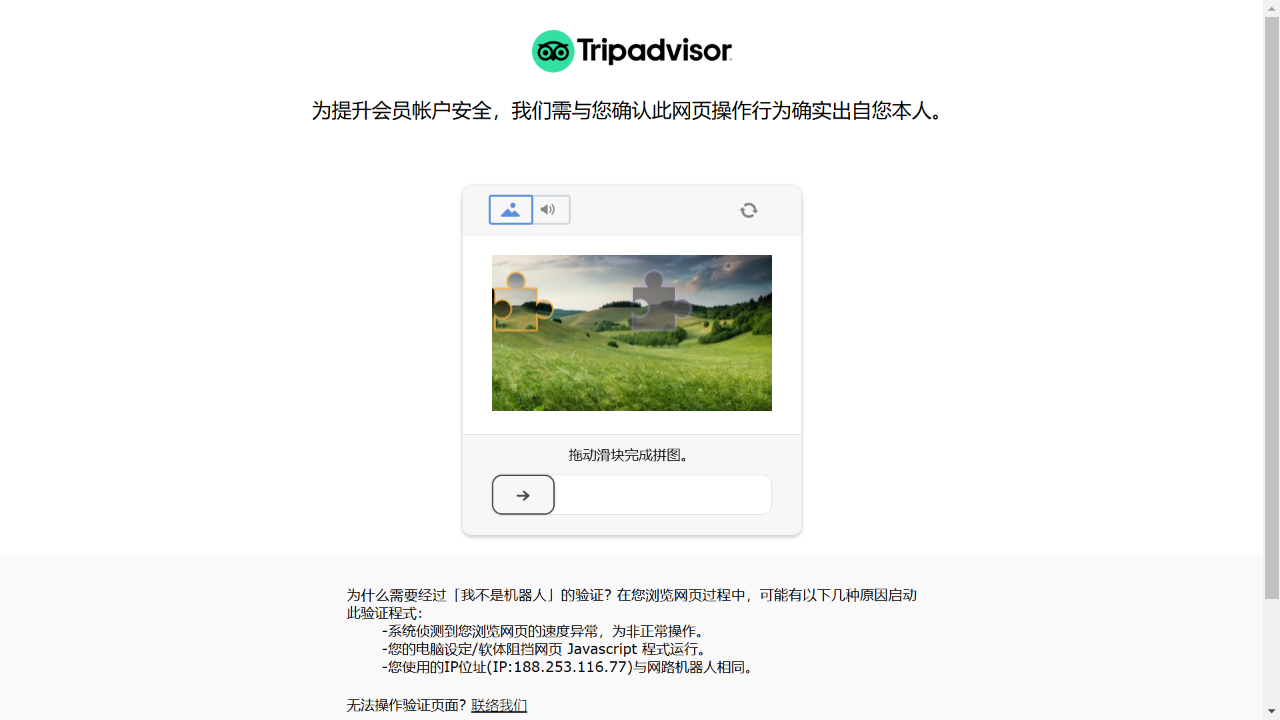 Tripadvisor
为提升会员帐户安全，我们需与您确认此网页操作行为确实出自您本人。
拖动滑块完成拼图。
为什么需要经过「我不是机器人」的验证? 在您浏览网页过程中，可能有以下几种原因启动
此验证程式:
-系统侦测到您浏览网页的速度异常，为非正常操作。
-您的电脑设定/软体阻挡网页 Javascript 程式运行。
-您使用的IP位址(IP:188.253.116.77)与网路机器人相同。
无法操作验证页面? 联络我们